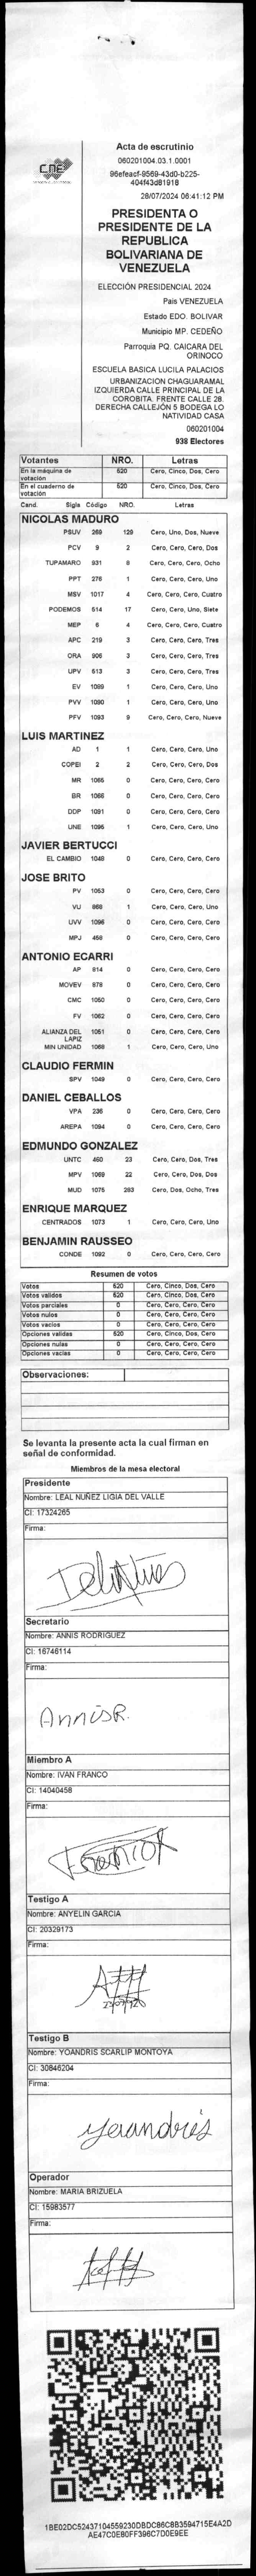 CNE
Acta de escrutinio
060201004.03.1.0001
96efeacf-9569-43d0-b225-
404f43d81918
28/07/2024 06:41:12 PM
PRESIDENTA O
PRESIDENTE DE LA
REPUBLICA
BOLIVARIANA DE
VENEZUELA
ELECCIÓN PRESIDENCIAL 2024
Pais VENEZUELA
Estado EDO. BOLIVAR
Municipio MP. CEDEÑO
Parroquia PQ. CAICARA DEL
ORINOCO
ESCUELA BASICA LUCILA PALACIOS
URBANIZACION CHAGUARAMAL
IZQUIERDA CALLE PRINCIPAL DE LA
COROBITA. FRENTE CALLE 28.
DERECHA CALLEJÓN 5 BODEGA LO
NATIVIDAD CASA
060201004
938 Electores
Votantes NRO. Letras
En la máquina de votación 520 Cero, Cinco, Dos, Cero
En el cuaderno de votación 520 Cero, Cinco, Dos, Cero
Cand. Sigla Código NRO. Letras
NICOLAS MADURO
PSUV 269 129 Cero, Uno, Dos, Nueve
PCV 9 2 Cero, Cero, Cero, Dos
TUPAMARO 931 8 Cero, Cero, Cero, Ocho
PPT 276 1 Cero, Cero, Cero, Uno
MSV 1017 4 Cero, Cero, Cero, Cuatro
PODEMOS 514 17 Cero, Cero, Uno, Siete
MEP 6 4 Cero, Cero, Cero, Cuatro
APC 219 3 Cero, Cero, Cero, Tres
ORA 906 3 Cero, Cero, Cero, Tres
UPV 613 3 Cero, Cero, Cero, Tres
EV 1089 1 Cero, Cero, Cero, Uno
PVV 1090 1 Cero, Cero, Cero, Uno
PFV 1093 9 Cero, Cero, Cero, Nueve
LUIS MARTINEZ
AD 1 1 Cero, Cero, Cero, Uno
COPEI 2 2 Cero, Cero, Cero, Dos
MR 1065 0 Cero, Cero, Cero, Cero
BR 1066 0 Cero, Cero, Cero, Cero
DDP 1091 0 Cero, Cero, Cero, Cero
UNE 1095 1 Cero, Cero, Cero, Uno
JAVIER BERTUCCI
EL CAMBIO 1048 0 Cero, Cero, Cero, Cero
JOSE BRITO
PV 1053 0 Cero, Cero, Cero, Cero
VU 868 1 Cero, Cero, Cero, Uno
UVV 1096 0 Cero, Cero, Cero, Cero
MPJ 458 0 Cero, Cero, Cero, Cero
ANTONIO ECARRI
AP 814 0 Cero, Cero, Cero, Cero
MOVEV 878 0 Cero, Cero, Cero, Cero
CMC 1050 0 Cero, Cero, Cero, Cero
FV 1062 0 Cero, Cero, Cero, Cero
ALIANZA DEL LAPIZ 1051 0 Cero, Cero, Cero, Cero
MIN UNIDAD 1068 1 Cero, Cero, Cero, Uno
CLAUDIO FERMIN
SPV 1049 0 Cero, Cero, Cero, Cero
DANIEL CEBALLOS
VPA 236 0 Cero, Cero, Cero, Cero
AREPA 1094 0 Cero, Cero, Cero, Cero
EDMUNDO GONZALEZ
UNTC 460 23 Cero, Cero, Dos, Tres
MPV 1069 22 Cero, Cero, Dos, Dos
MUD 1075 283 Cero, Dos, Ocho, Tres
ENRIQUE MARQUEZ
CENTRADOS 1073 1 Cero, Cero, Cero, Uno
BENJAMIN RAUSSEO
CONDE 1092 0 Cero, Cero, Cero, Cero
Resumen de votos
Votos 520 Cero, Cinco, Dos, Cero
Votos validos 520 Cero, Cinco, Dos, Cero
Votos parciales 0 Cero, Cero, Cero, Cero
Votos nulos 0 Cero, Cero, Cero, Cero
Votos vacios 0 Cero, Cero, Cero, Cero
Opciones validas 520 Cero, Cinco, Dos, Cero
Opciones nulas 0 Cero, Cero, Cero, Cero
Opciones vacias 0 Cero, Cero, Cero, Cero
Observaciones:
Se levanta la presente acta la cual firman en
señal de conformidad.
Miembros de la mesa electoral
Presidente
Nombre: LEAL NUÑEZ LIGIA DEL VALLE
CI: 17324265
Firma:
Secretario
Nombre: ANNIS RODRIGUEZ
CI: 16746114
Firma:
AnnisR.
Miembro A
Nombre: IVAN FRANCO
CI: 14040458
Firma:
Testigo A
Nombre: ANYELIN GARCIA
CI: 20329173
Firma:
Testigo B
Nombre: YOANDRIS SCARLIP MONTOYA
CI: 30846204
Firma:
Yoandris
Operador
Nombre: MARIA BRIZUELA
CI: 15983577
Firma:
1BE02DC52437104559230DBDC86C8B3594715E4A2D
AE47C0E80FF396C7D0E9EE